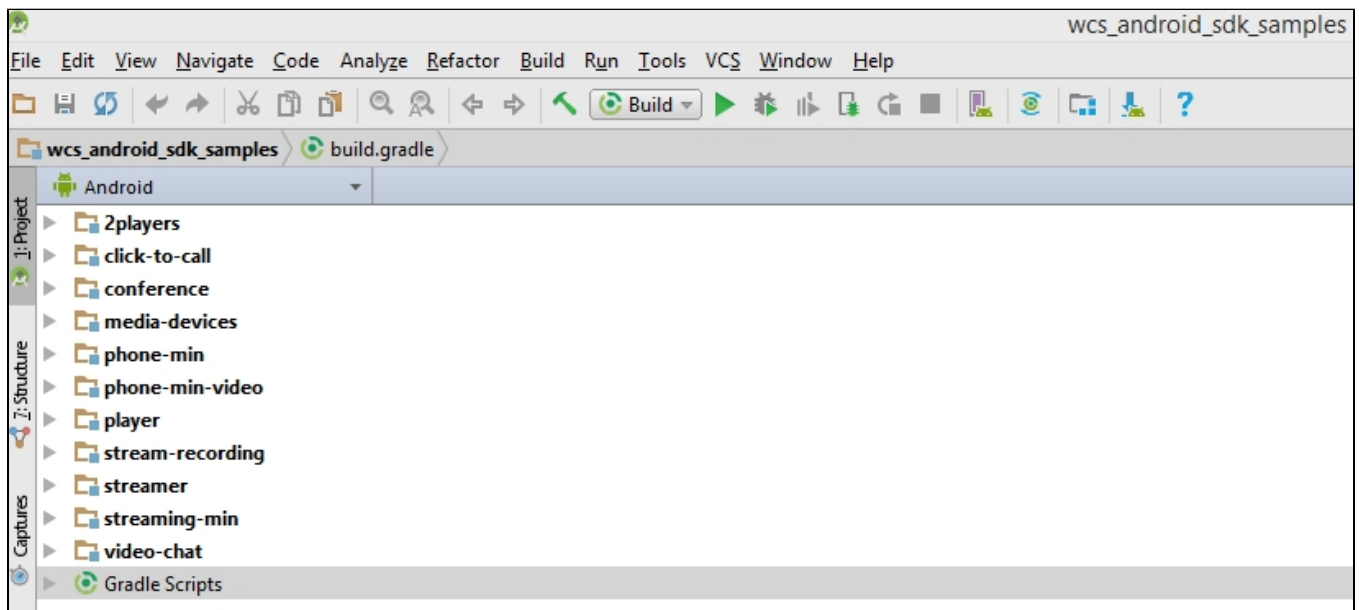 wcs_android_sdk_samples
File Edit View Navigate Code Analyze Refactor Build Run Tools VCS Window Help
Build
?
wcs_android_sdk_samples build.gradle
Android
1: Project
7: Structure
Captures
2players
click-to-call
conference
media-devices
phone-min
phone-min-video
player
stream-recording
streamer
streaming-min
video-chat
Gradle Scripts